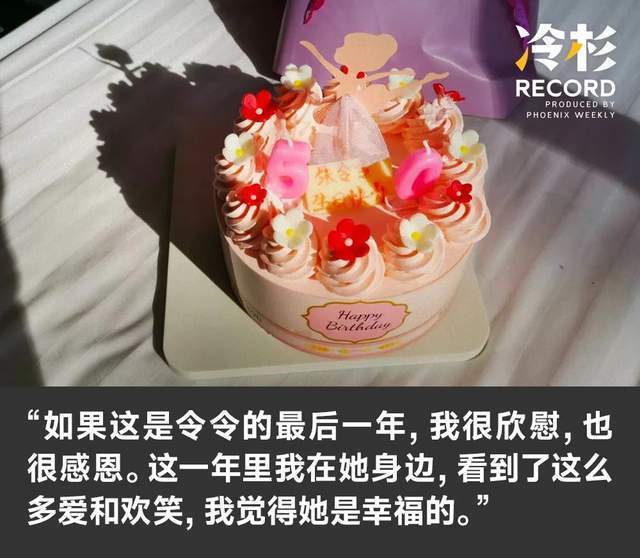 冷杉
RECORD
PRODUCED BY
PHOENIX WEEKLY
50
Happy
Birthday
“如果这是令令的最后一年，我很欣慰，也
很感恩。这一年里我在她身边，看到了这么
多爱和欢笑，我觉得她是幸福的。”